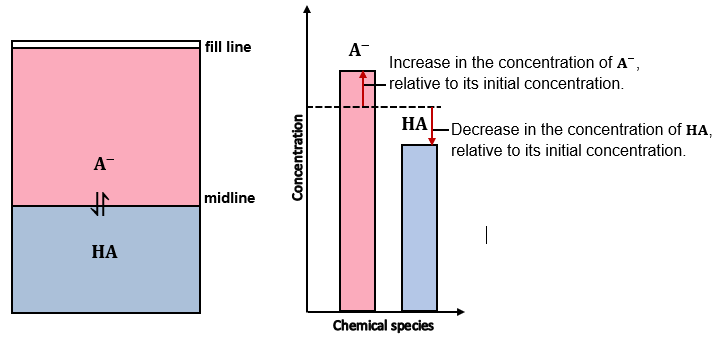 fill line
A⁻
midline
HA
Concentration
A⁻
Increase in the concentration of A⁻,
relative to its initial concentration.
HA
Decrease in the concentration of HA,
relative to its initial concentration.
Chemical species